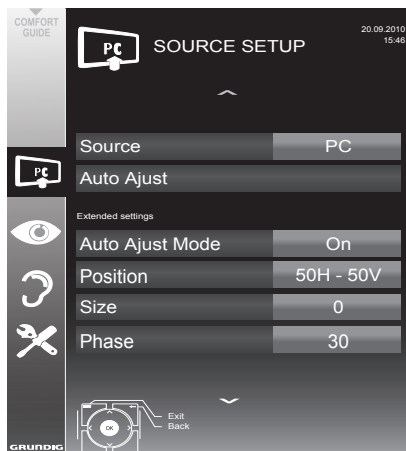 COMFORT
GUIDE
PC
SOURCE SETUP
20.09.2010
15:46
Source PC
PC
Auto Ajust
Extended settings
Auto Ajust Mode On
Position 50H - 50V
Size 0
Phase 30
Exit
Back
OK
GRUNDIG